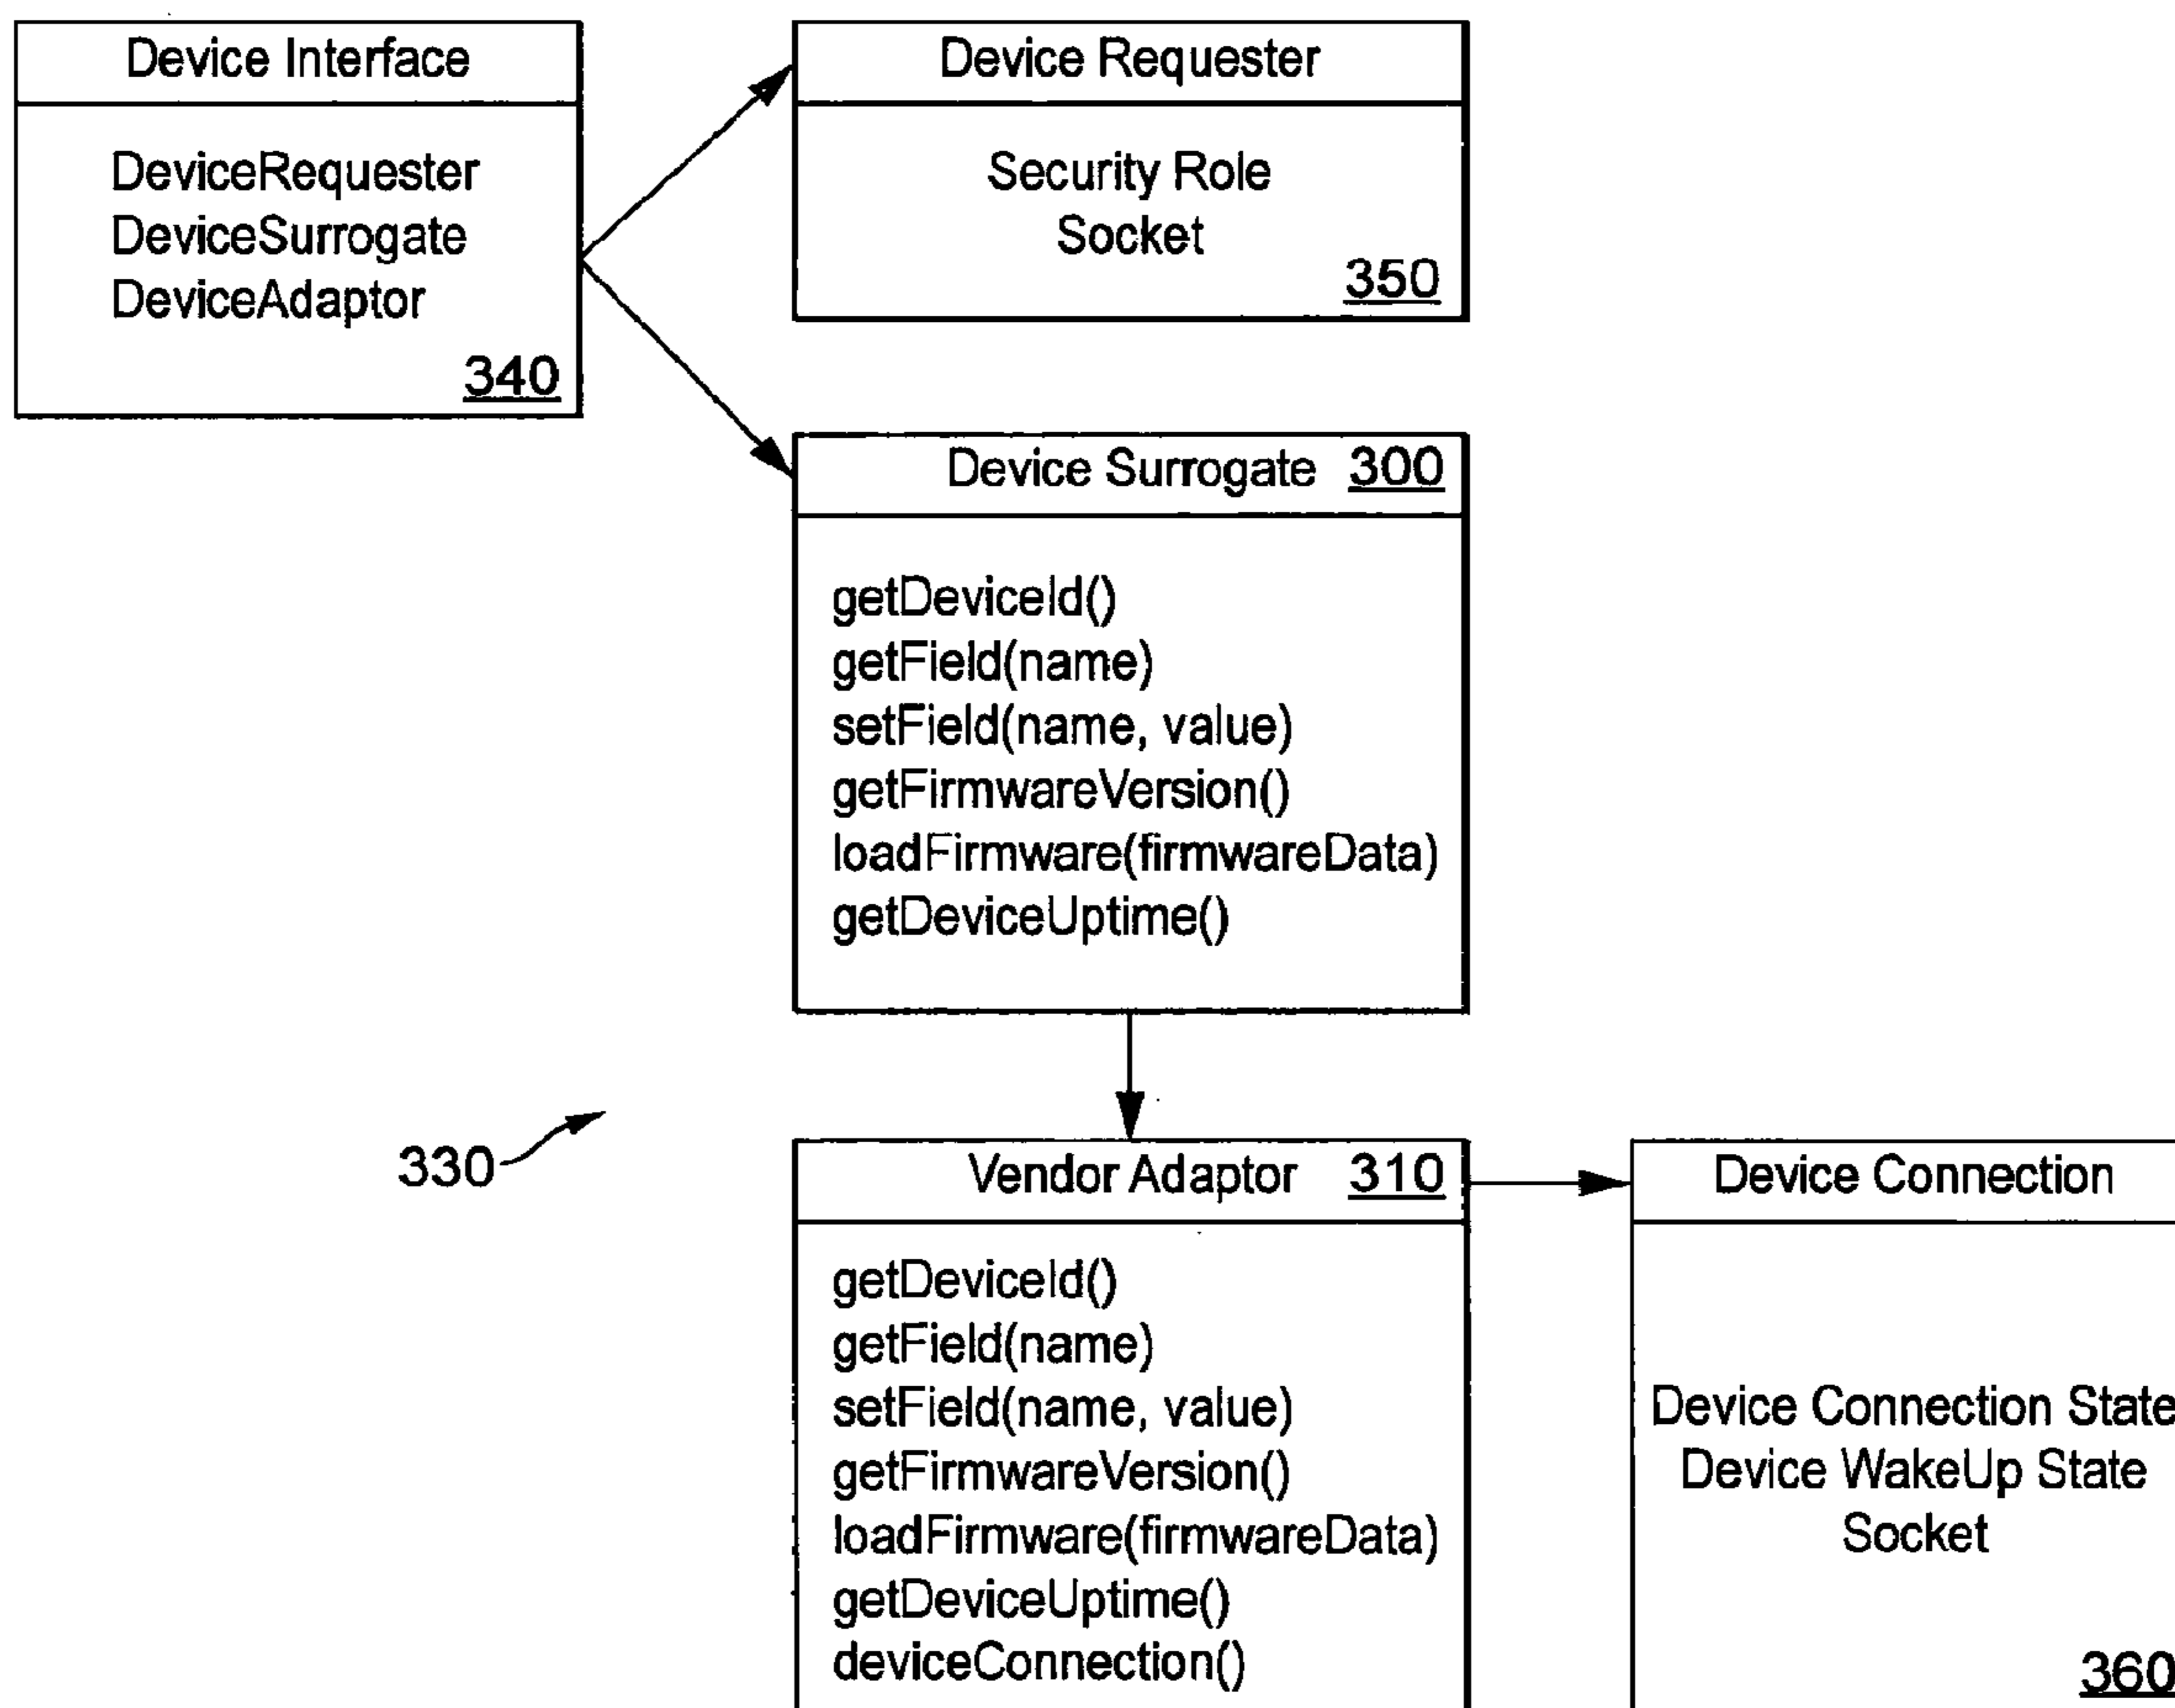 Device Interface
DeviceRequester
DeviceSurrogate
DeviceAdaptor
340
Device Requester
Security Role
Socket
350
Device Surrogate 300
getDeviceId()
getField(name)
setField(name, value)
getFirmwareVersion()
loadFirmware(firmwareData)
getDeviceUptime()
330
Vendor Adaptor 310
getDeviceId()
getField(name)
setField(name, value)
getFirmwareVersion()
loadFirmware(firmwareData)
getDeviceUptime()
deviceConnection()
Device Connection
Device Connection State
Device WakeUp State
Socket
360